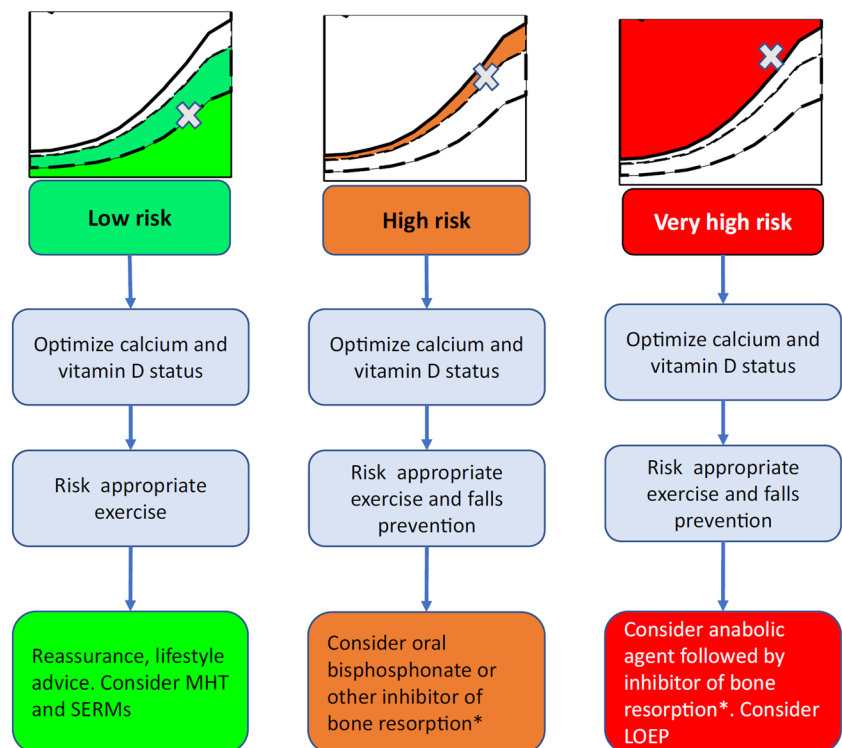 Low risk
High risk
Very high risk
Optimize calcium and
vitamin D status
Optimize calcium and
vitamin D status
Optimize calcium and
vitamin D status
Risk appropriate
exercise
Risk appropriate
exercise and falls
prevention
Risk appropriate
exercise and falls
prevention
Reassurance, lifestyle
advice. Consider MHT
and SERMs
Consider oral
bisphosphonate or
other inhibitor of
bone resorption*
Consider anabolic
agent followed by
inhibitor of bone
resorption*. Consider
LOEP